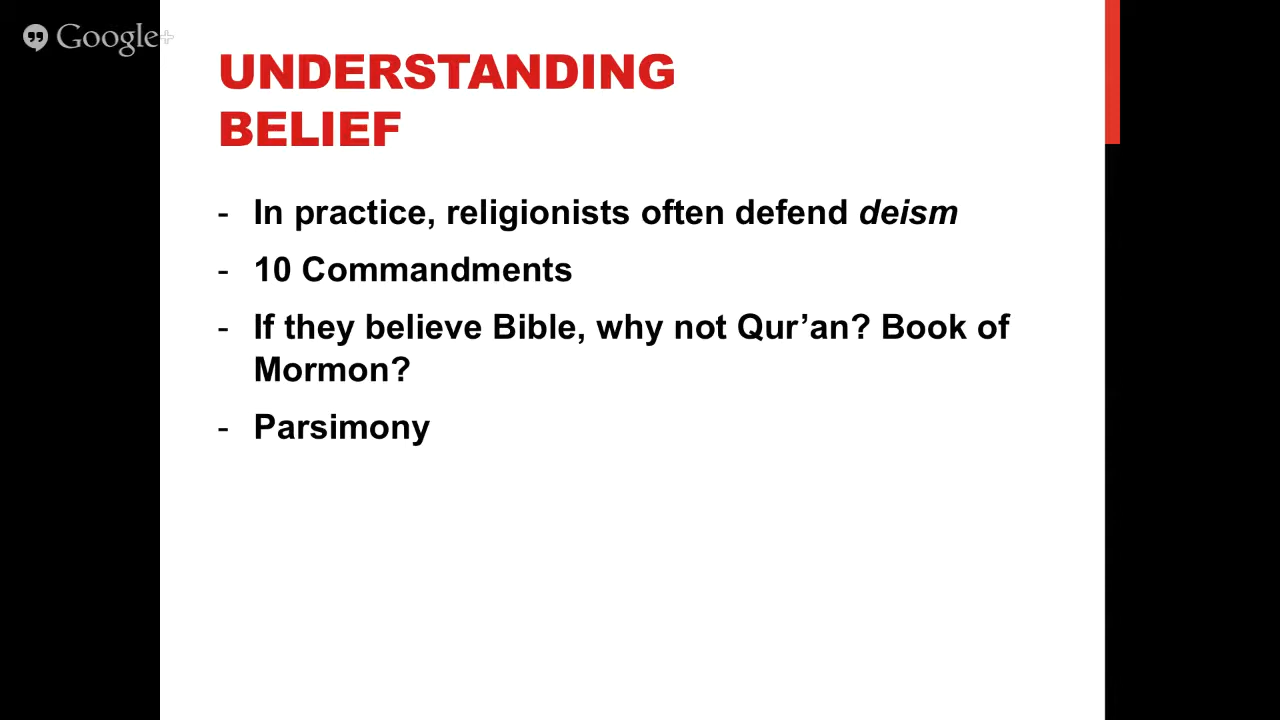 Google+
UNDERSTANDING
BELIEF
- In practice, religionists often defend deism
- 10 Commandments
- If they believe Bible, why not Qur’an? Book of
Mormon?
- Parsimony